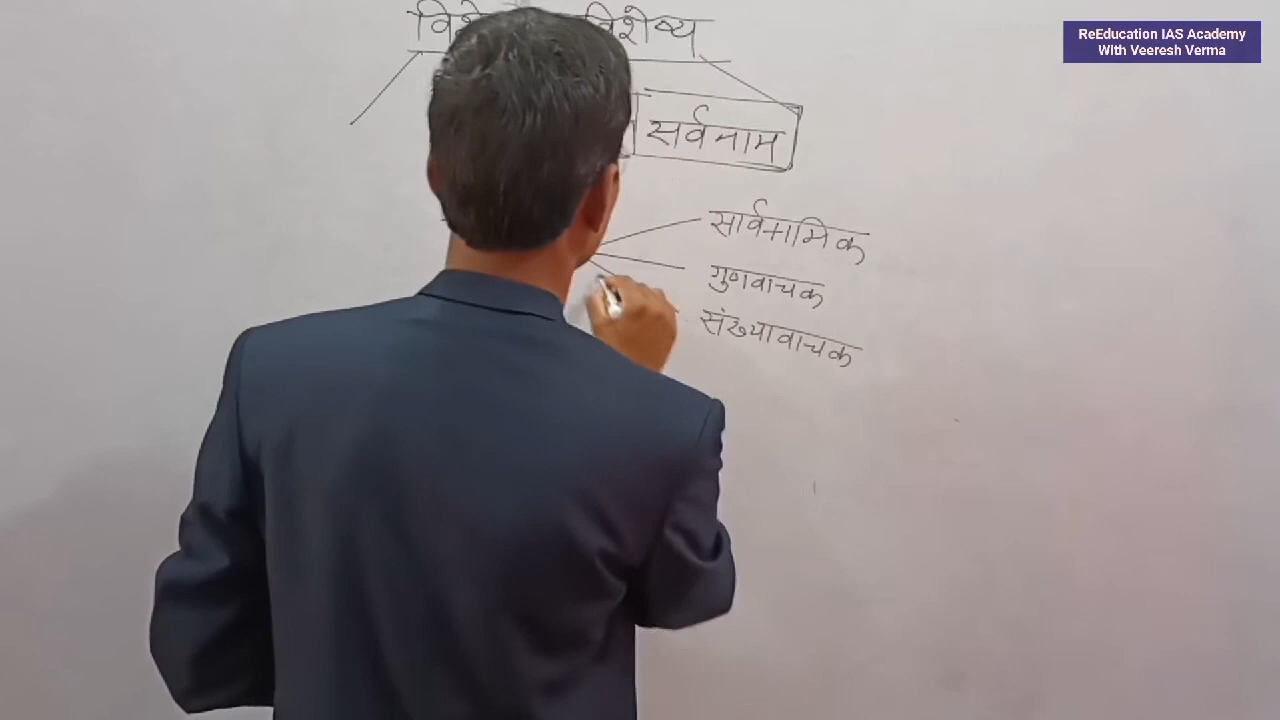 विशेष्य
सर्वनाम
सार्वनामिक
गुणवाचक
संख्यावाचक
ReEducation IAS Academy
With Veeresh Verma